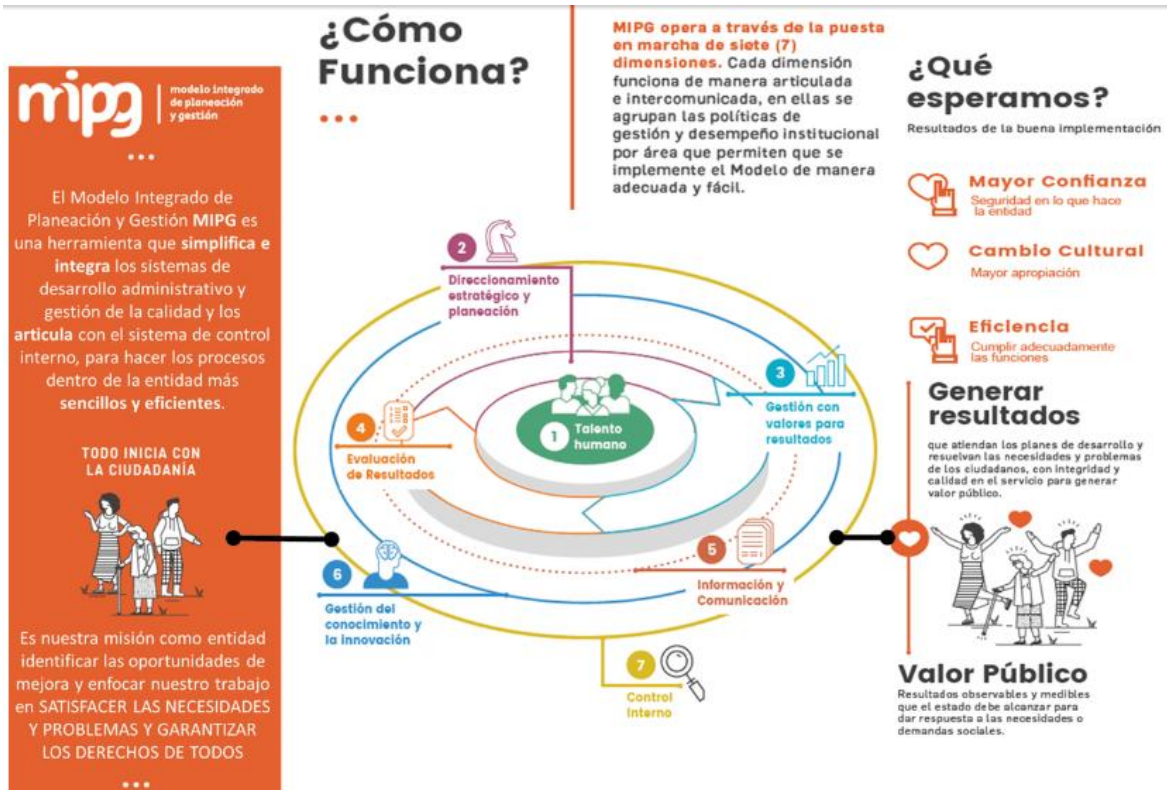 mipg
modelo integrado
de planeación
y gestión
El Modelo Integrado de
Planeación y Gestión MIPG es
una herramienta que simplifica e
integra los sistemas de
desarrollo administrativo y
gestión de la calidad y los
articula con el sistema de control
interno, para hacer los procesos
dentro de la entidad más
sencillos y eficientes.
TODO INICIA CON
LA CIUDADANÍA
Es nuestra misión como entidad
identificar las oportunidades de
mejora y enfocar nuestro trabajo
en SATISFACER LAS NECESIDADES
Y PROBLEMAS Y GARANTIZAR
LOS DERECHOS DE TODOS
¿Cómo
Funciona?
MIPG opera a través de la puesta
en marcha de siete (7)
dimensiones. Cada dimensión
funciona de manera articulada
e intercomunicada, en ellas se
agrupan las políticas de
gestión y desempeño institucional
por área que permiten que se
implemente el Modelo de manera
adecuada y fácil.
2
Direccionamiento
estratégico y
planeación
3
Gestión con
valores para
resultados
1
Talento
humano
4
Evaluación
de Resultados
5
Información y
Comunicación
6
Gestión del
conocimiento y
la innovación
7
Control
Interno
¿Qué
esperamos?
Resultados de la buena implementación
Mayor Confianza
Seguridad en lo que hace
la entidad
Cambio Cultural
Mayor apropiación
Eficiencia
Cumplir adecuadamente
las funciones
Generar
resultados
que atiendan los planes de desarrollo y
resuelvan las necesidades y problemas
de los ciudadanos, con integridad y
calidad en el servicio para generar
valor público.
Valor Público
Resultados observables y medibles
que el estado debe alcanzar para
dar respuesta a las necesidades o
demandas sociales.